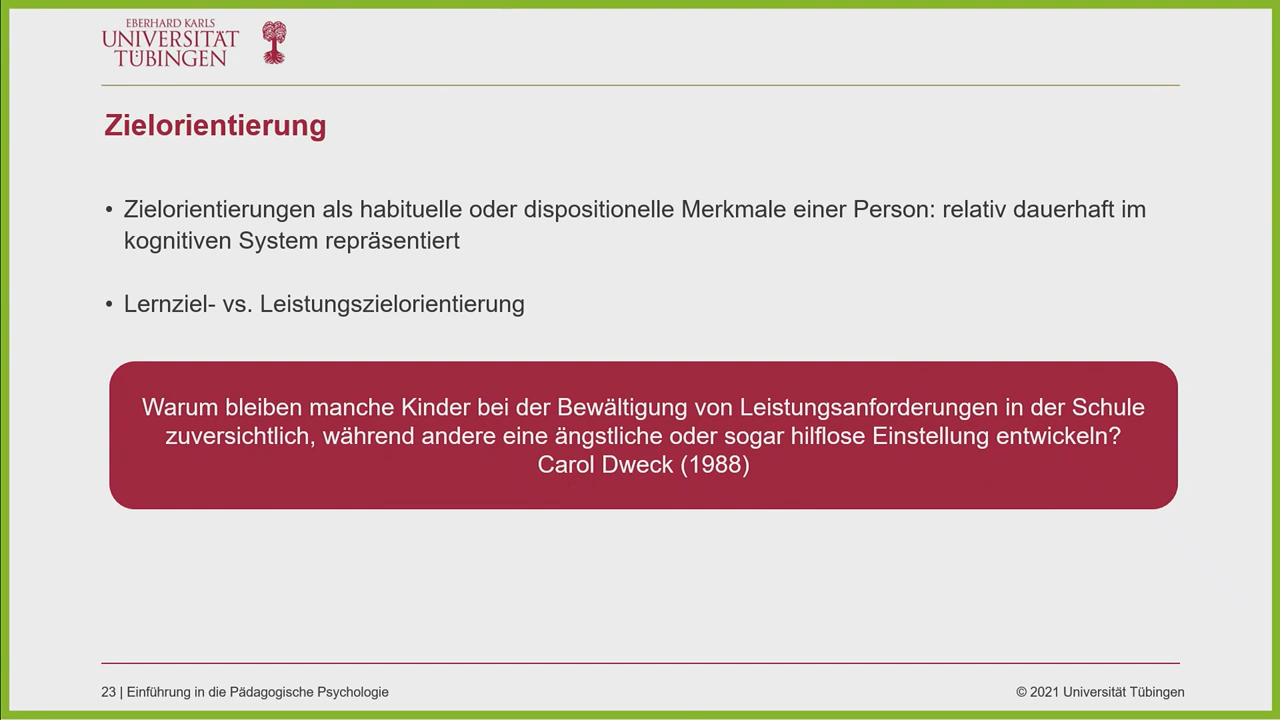 EBERHARD KARLS
UNIVERSITÄT
TÜBINGEN
Zielorientierung
• Zielorientierungen als habituelle oder dispositionelle Merkmale einer Person: relativ dauerhaft im
kognitiven System repräsentiert
• Lernziel- vs. Leistungszielorientierung
Warum bleiben manche Kinder bei der Bewältigung von Leistungsanforderungen in der Schule
zuversichtlich, während andere eine ängstliche oder sogar hilflose Einstellung entwickeln?
Carol Dweck (1988)
23 | Einführung in die Pädagogische Psychologie
© 2021 Universität Tübingen